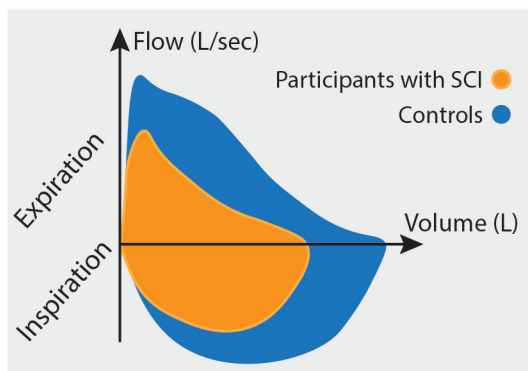 Flow (L/sec)
Participants with SCI
Controls
Expiration
Volume (L)
Inspiration